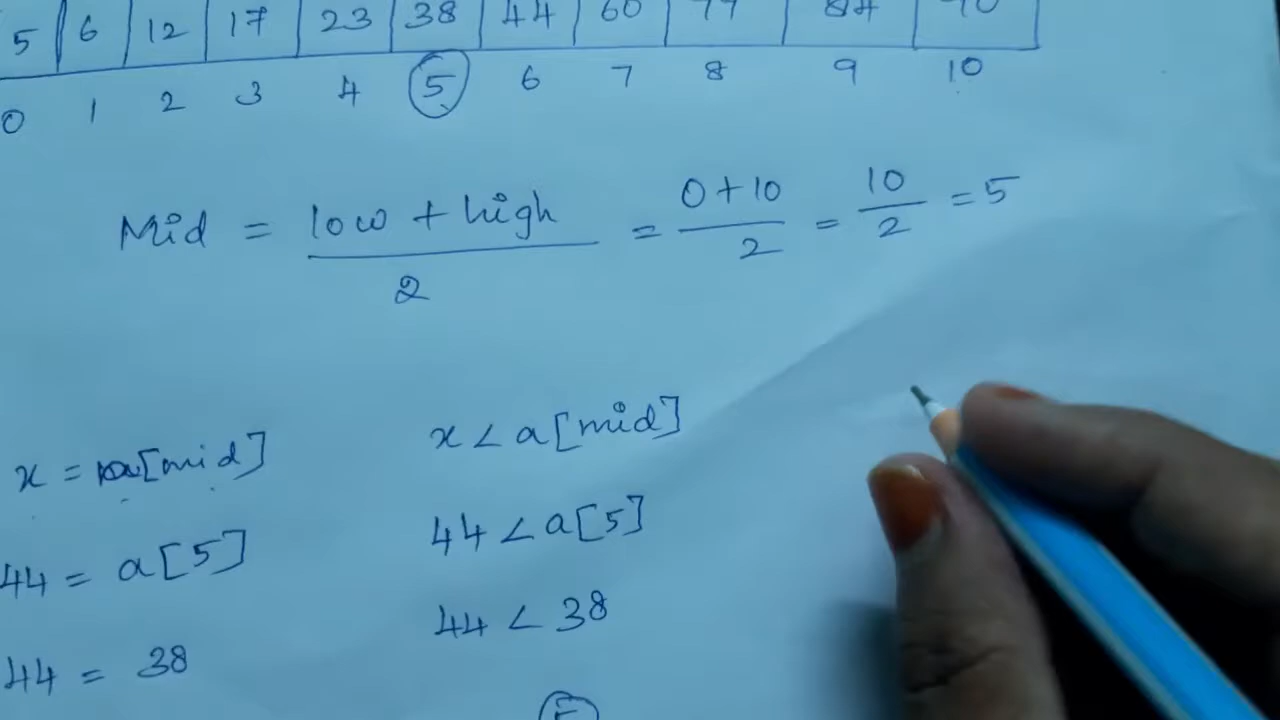 5 6 12 17 23 38 44 60 77
0 1 2 3 4 5 6 7 8 9 10
Mid = low + high / 2 = 0+10 / 2 = 10 / 2 = 5
x = a[mid]
x < a[mid]
44 = a[5]
44 < a[5]
44 = 38
44 < 38
F